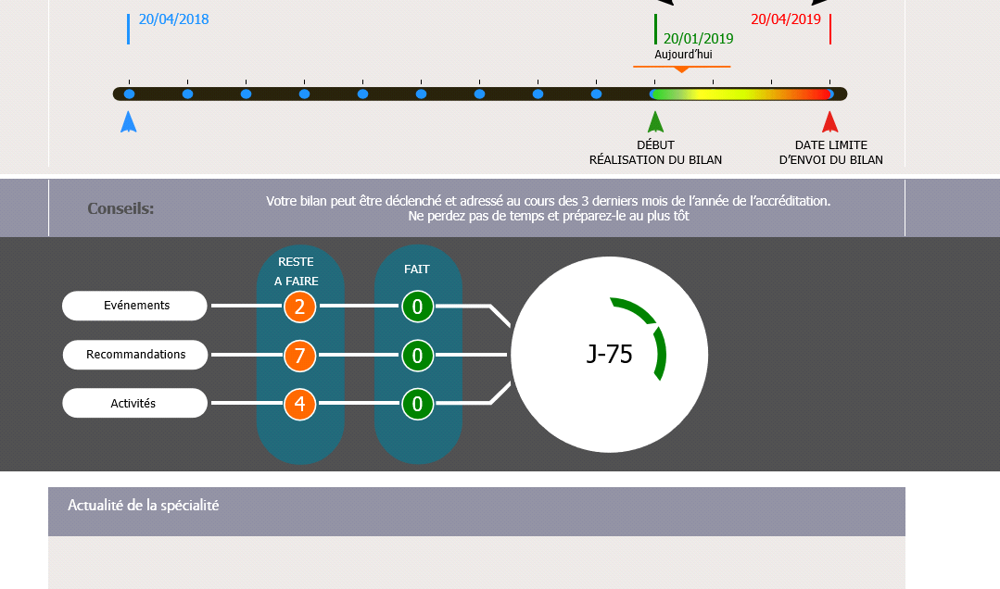 20/04/2018
20/04/2019
20/01/2019
Aujourd'hui
DÉBUT
RÉALISATION DU BILAN
DATE LIMITE
D'ENVOI DU BILAN
Conseils:
Votre bilan peut être déclenché et adressé au cours des 3 derniers mois de l'année de l'accréditation.
Ne perdez pas de temps et préparez-le au plus tôt
RESTE
A FAIRE
FAIT
Evénements
2
0
Recommandations
7
0
J-75
Activités
4
0
Actualité de la spécialité